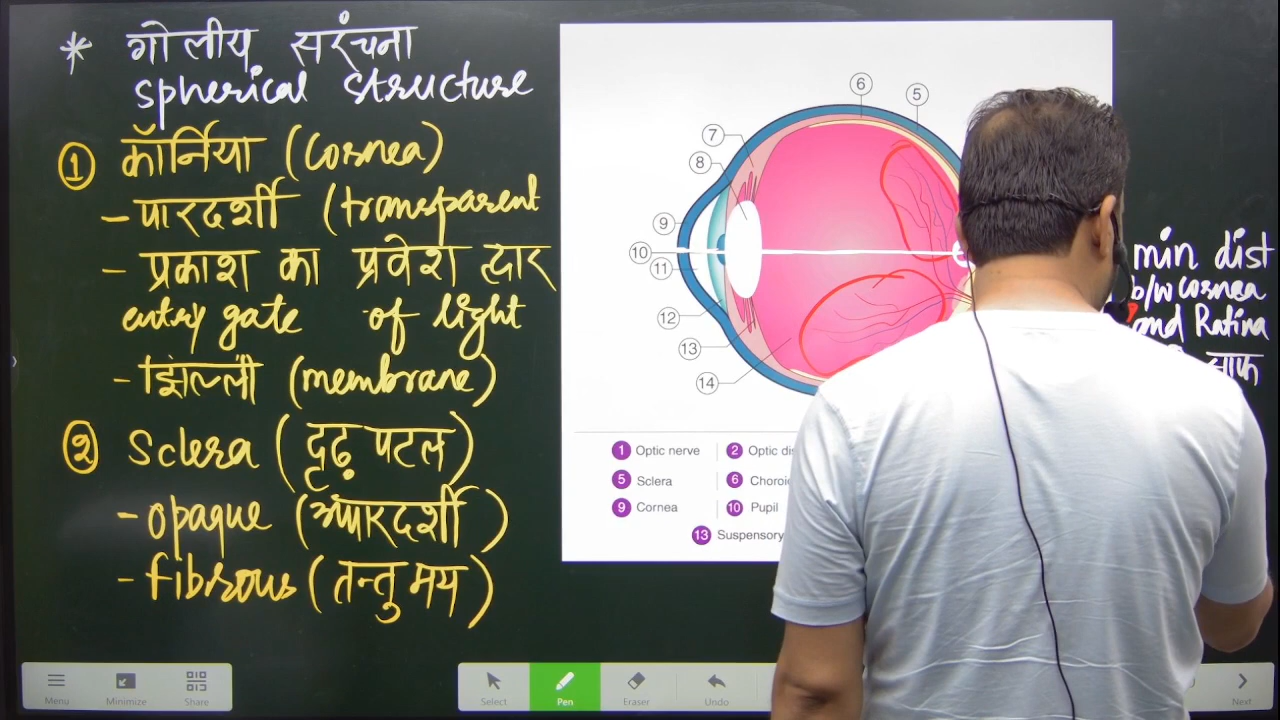 * गोलीय सरंचना
spherical structure
① कॉर्निया (Cornea)
- पारदर्शी (transparent
- प्रकाश का प्रवेश द्वार
entry gate of light
- झिल्ली (membrane)
② Sclera (दृढ़ पटल)
- opaque (अपारदर्शी)
- fibrous (तन्तुमय)
6
5
7
8
9
10
11
12
13
14
min dist
b/w cornea
and Ratina
साफ
1 Optic nerve 2 Optic
5 Sclera 6
9 Cornea 10 Pupil
13 Suspensory
Menu Minimize Share Select Pen Eraser Undo Next